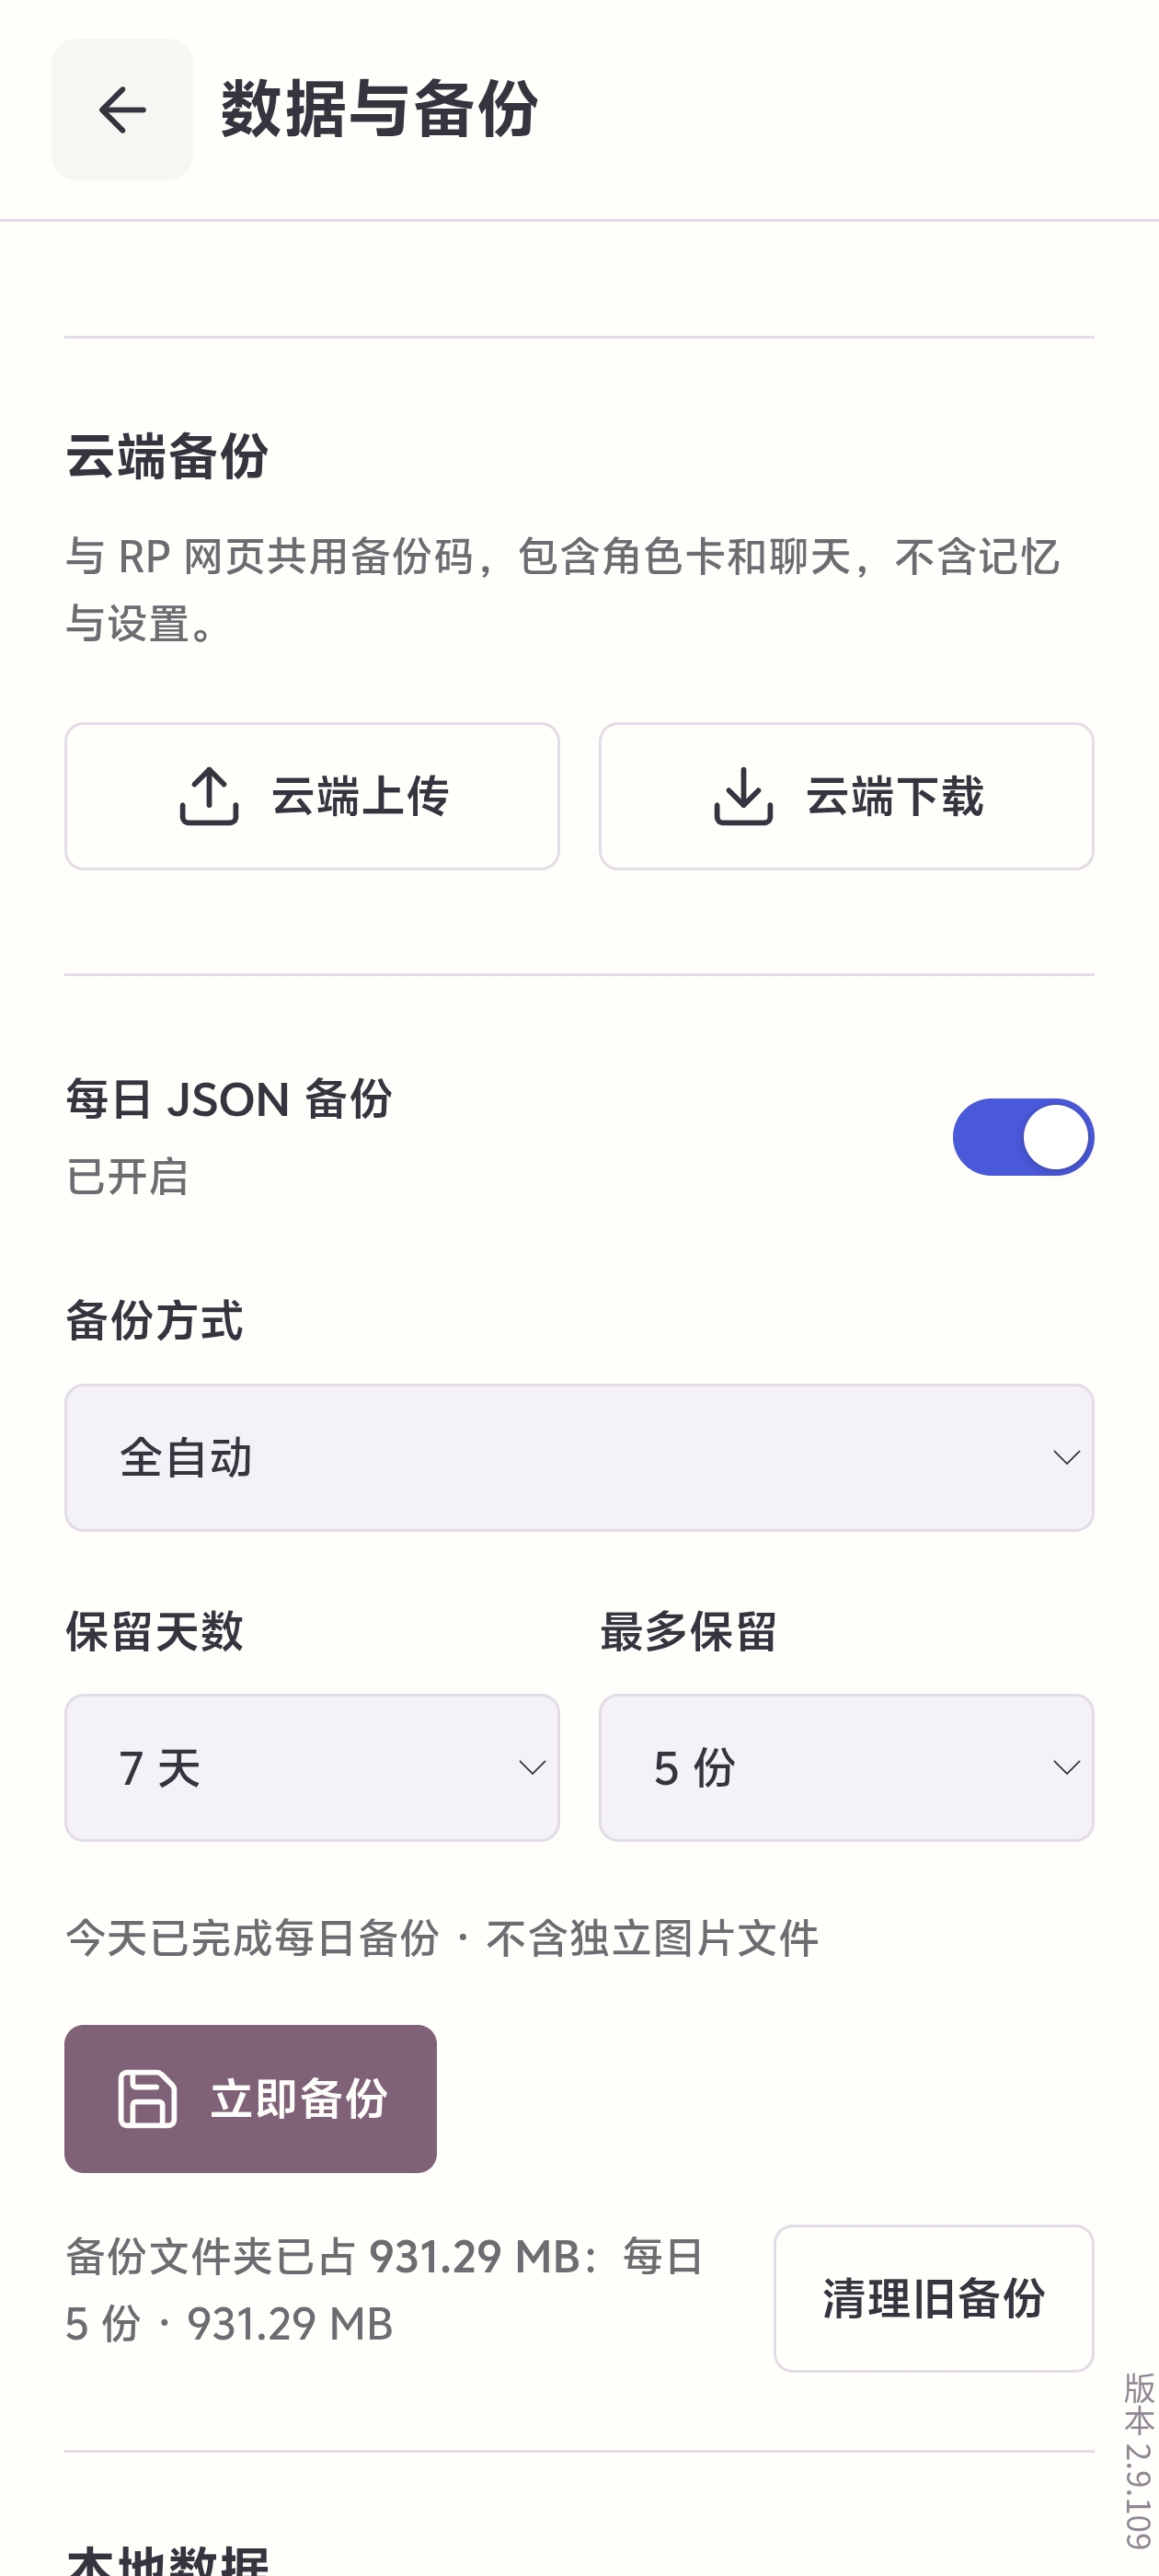 数据与备份
云端备份
与 RP 网页共用备份码，包含角色卡和聊天，不含记忆
与设置。
云端上传
云端下载
每日 JSON 备份
已开启
备份方式
全自动
保留天数
最多保留
7 天
5 份
今天已完成每日备份 · 不含独立图片文件
立即备份
备份文件夹已占 931.29 MB：每日
5 份 · 931.29 MB
清理旧备份
版本 2.9.109
本地数据